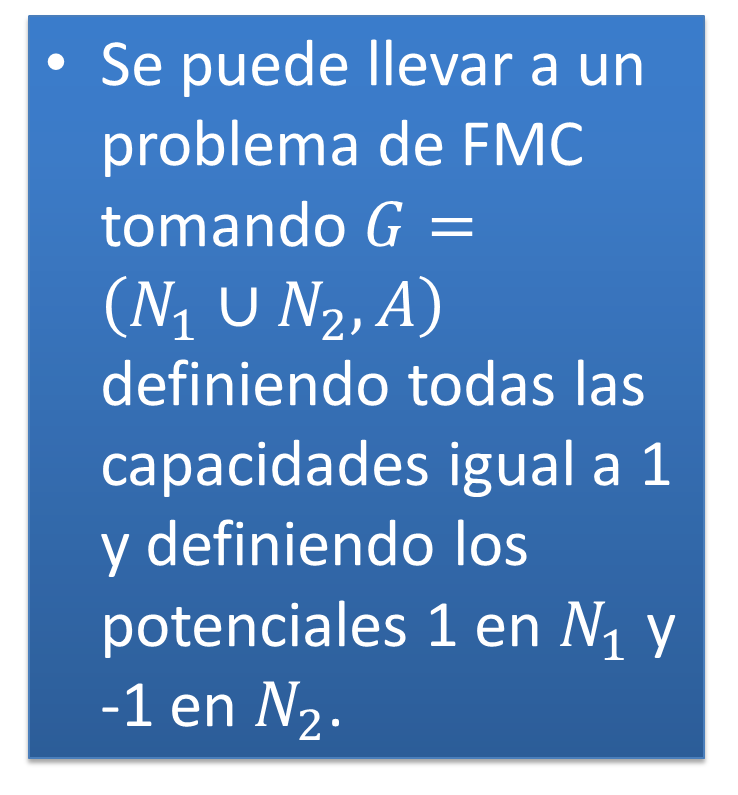 • Se puede llevar a un
problema de FMC
tomando G =
(N₁ ∪ N₂, A)
definiendo todas las
capacidades igual a 1
y definiendo los
potenciales 1 en N₁ y
-1 en N₂.